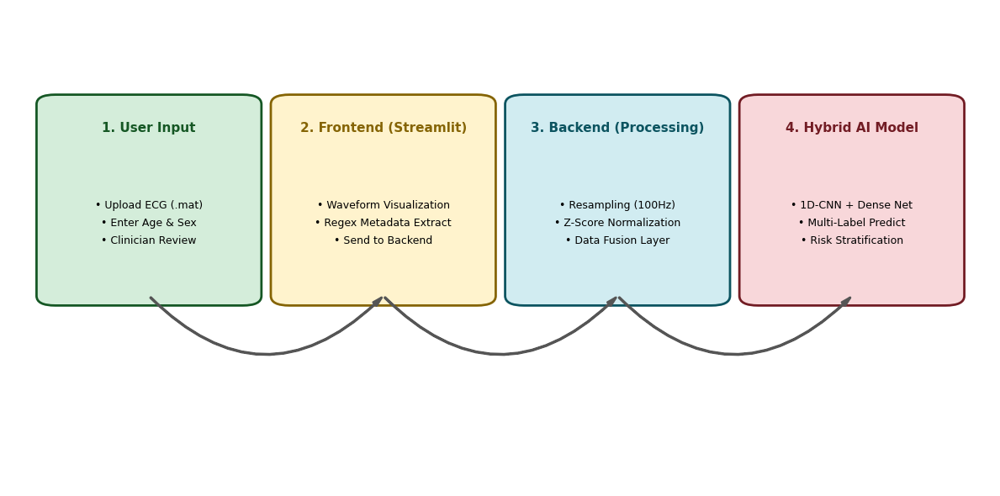 1. User Input
• Upload ECG (.mat)
• Enter Age & Sex
• Clinician Review
2. Frontend (Streamlit)
• Waveform Visualization
• Regex Metadata Extract
• Send to Backend
3. Backend (Processing)
• Resampling (100Hz)
• Z-Score Normalization
• Data Fusion Layer
4. Hybrid AI Model
• 1D-CNN + Dense Net
• Multi-Label Predict
• Risk Stratification